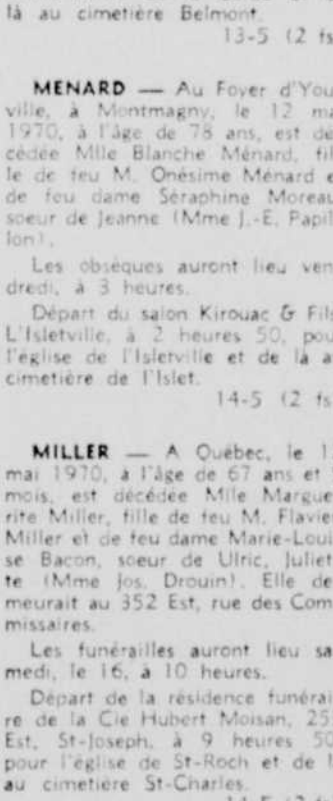 là au cimetière Belmont.
13-5 (2 fs
MENARD — Au Foyer d'You
ville, à Montmagny, le 12 ma
1970, à l'âge de 78 ans, est dé
cédée Mlle Blanche Ménard, fil
le de feu M. Onésime Ménard e
de feu dame Séraphine Moreau
soeur de Jeanne (Mme J.-E. Papil
lon).
Les obsèques auront lieu ven
dredi, à 3 heures.
Départ du salon Kirouac & Fils
L'Isletville, à 2 heures 50, pou
l'église de l'Isletville et de là a
cimetière de l'Islet.
14-5 (2 fs
MILLER — A Québec, le 1
mai 1970, à l'âge de 67 ans et
mois, est décédée Mlle Margue
rite Miller, fille de feu M. Flavie
Miller et de feu dame Marie-Loui
se Bacon, soeur de Ulric, Juliet
te (Mme Jos. Drouin). Elle de
meurait au 352 Est, rue des Com
missaires.
Les funérailles auront lieu sa
medi, le 16, à 10 heures.
Départ de la résidence funérai
re de la Cie Hubert Moisan, 25
Est, St-Joseph, à 9 heures 50
pour l'église de St-Roch et de l
au cimetière St-Charles.